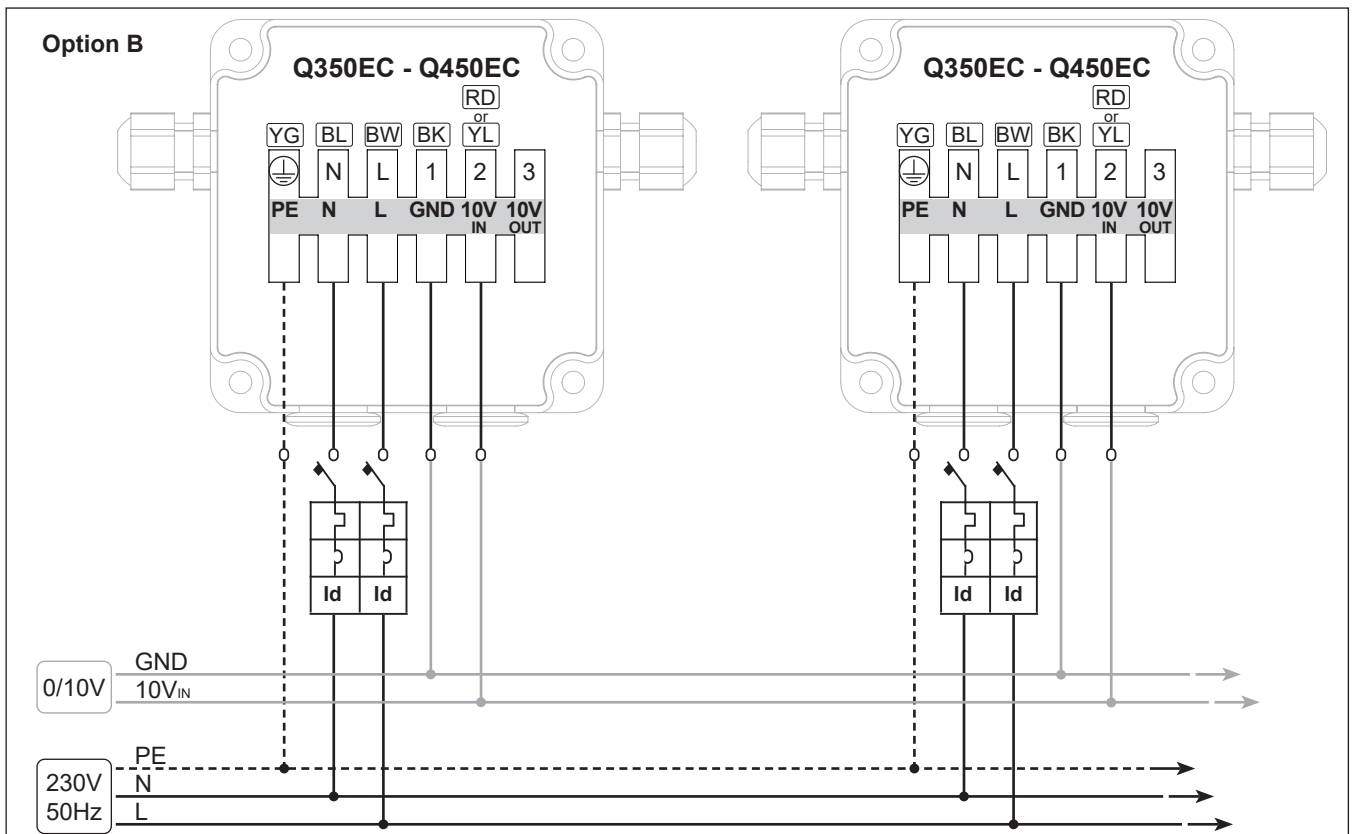 Option B
Q350EC - Q450EC
RD
or
YG BL BW BK YL
N L 1 2 3
PE N L GND 10V 10V
IN OUT
Id Id
Q350EC - Q450EC
RD
or
YG BL BW BK YL
N L 1 2 3
PE N L GND 10V 10V
IN OUT
Id Id
0/10V
GND
10VIN
230V
50Hz
PE
N
L